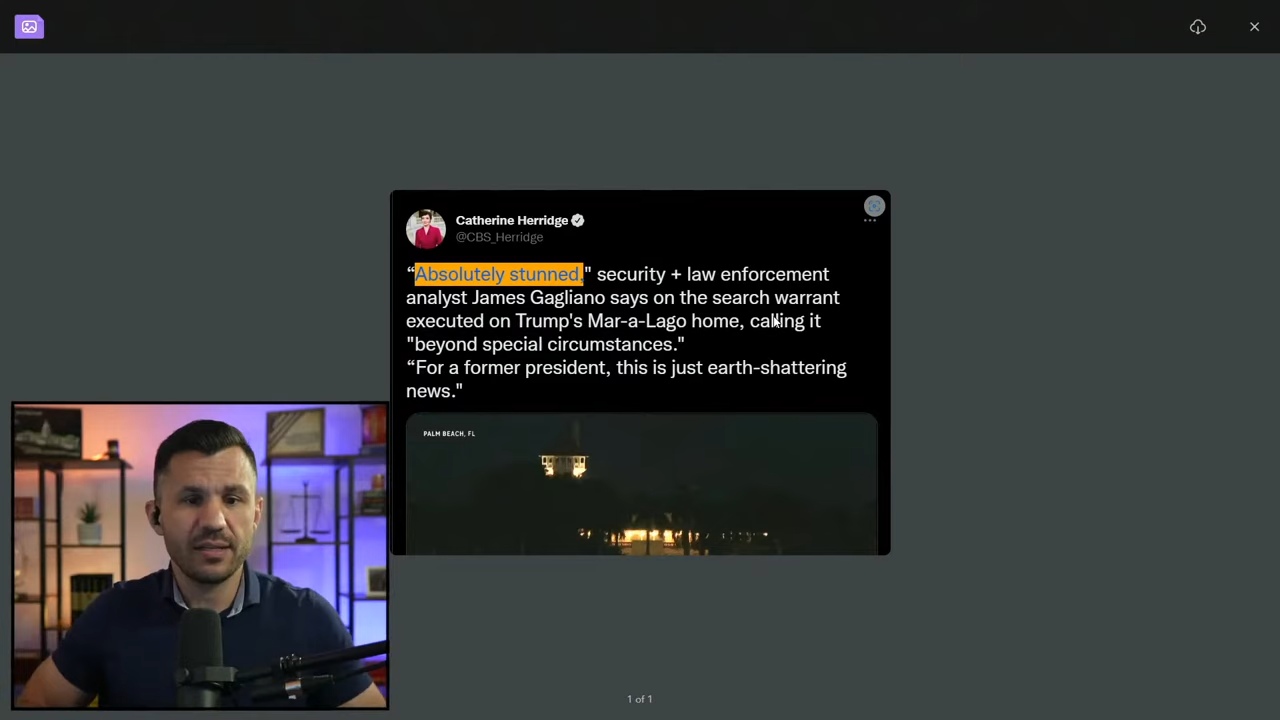 Catherine Herridge
@CBS_Herridge
“Absolutely stunned," security + law enforcement
analyst James Gagliano says on the search warrant
executed on Trump's Mar-a-Lago home, calling it
"beyond special circumstances."
“For a former president, this is just earth-shattering
news."
PALM BEACH, FL
1 of 1